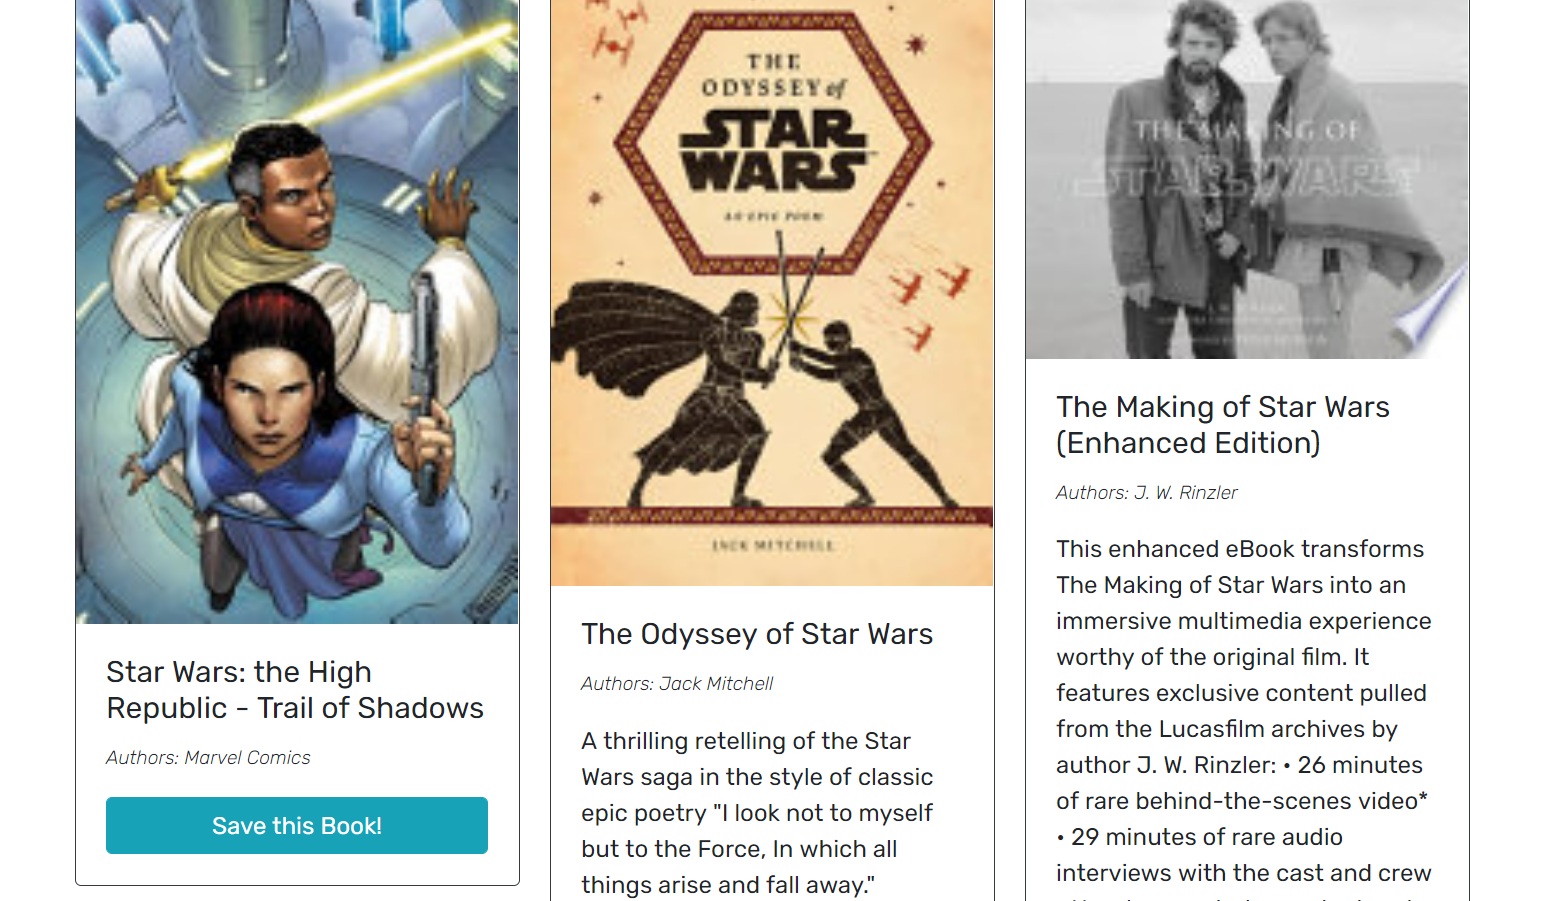 Star Wars: the High
Republic - Trail of Shadows
Authors: Marvel Comics
Save this Book!
THE
ODYSSEY of
STAR
WARS
AN EPIC POEM
JACK MITCHELL
The Odyssey of Star Wars
Authors: Jack Mitchell
A thrilling retelling of the Star
Wars saga in the style of classic
epic poetry "I look not to myself
but to the Force, In which all
things arise and fall away."
THE MAKING OF
STAR WARS
The Making of Star Wars
(Enhanced Edition)
Authors: J. W. Rinzler
This enhanced eBook transforms
The Making of Star Wars into an
immersive multimedia experience
worthy of the original film. It
features exclusive content pulled
from the Lucasfilm archives by
author J. W. Rinzler: • 26 minutes
of rare behind-the-scenes video*
• 29 minutes of rare audio
interviews with the cast and crew